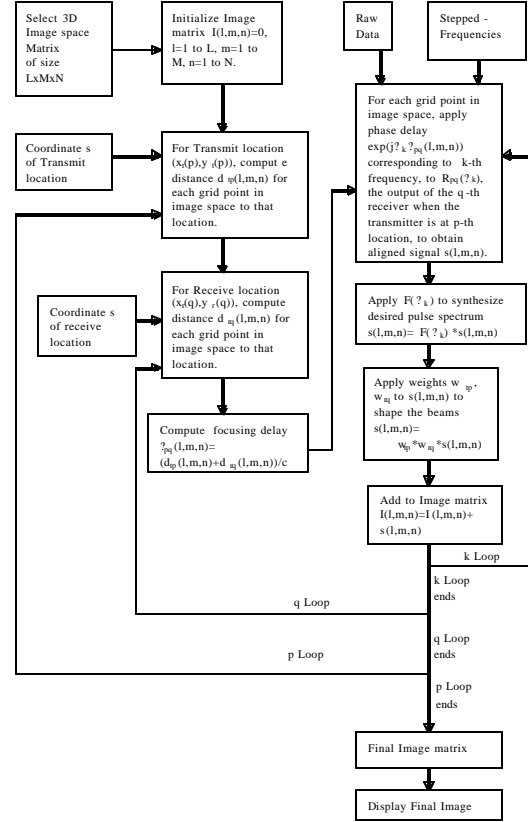 Select 3D
Image space
Matrix
of size
LxMxN
Initialize Image
matrix I(l,m,n)=0,
l=1 to L, m=1 to
M, n=1 to N.
Coordinate s
of Transmit
location
For Transmit location
(xt(p),y t(p)), comput e
distance d tp(l,m,n) for
each grid point in
image space to that
location.
Coordinate s
of receive
location
For Receive location
(xr(q),y r(q)), compute
distance d rq(l,m,n) for
each grid point in
image space to that
location.
Compute focusing delay
?pq(l,m,n)=
(dtp(l,m,n)+d rq(l,m,n))/c
Raw
Data
Stepped -
Frequencies
For each grid point in
image space, apply
phase delay
exp(j?k?pq(l,m,n))
corresponding to k-th
frequency, to Rpq(?k),
the output of the q -th
receiver when the
transmitter is at p-th
location, to obtain
aligned signal s(l,m,n).
Apply F(?k) to synthesize
desired pulse spectrum
s(l,m,n)= F(?k) *s(l,m,n)
Apply weights w tp,
wrq to s(l,m,n) to
shape the beams
s(l,m,n)=
wtp*wrq*s(l,m,n)
Add to Image matrix
I(l,m,n)=I (l,m,n)+
s(l,m,n)
k Loop
k Loop
ends
q Loop
q Loop
ends
p Loop
p Loop
ends
Final Image matrix
Display Final Image